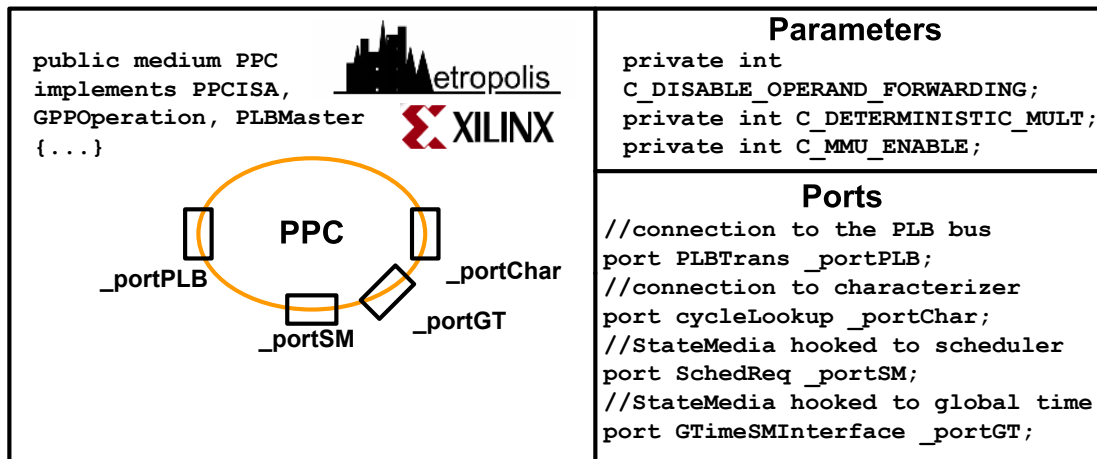 public medium PPC
implements PPCISA,
GPPOperation, PLBMaster
{...}
etropolis
XILINX
PPC
_portPLB
_portChar
_portGT
_portSM
Parameters
private int
C_DISABLE_OPERAND_FORWARDING;
private int C_DETERMINISTIC_MULT;
private int C_MMU_ENABLE;
Ports
//connection to the PLB bus
port PLBTrans _portPLB;
//connection to characterizer
port cycleLookup _portChar;
//StateMedia hooked to scheduler
port SchedReq _portSM;
//StateMedia hooked to global time
port GTimeSMInterface _portGT;